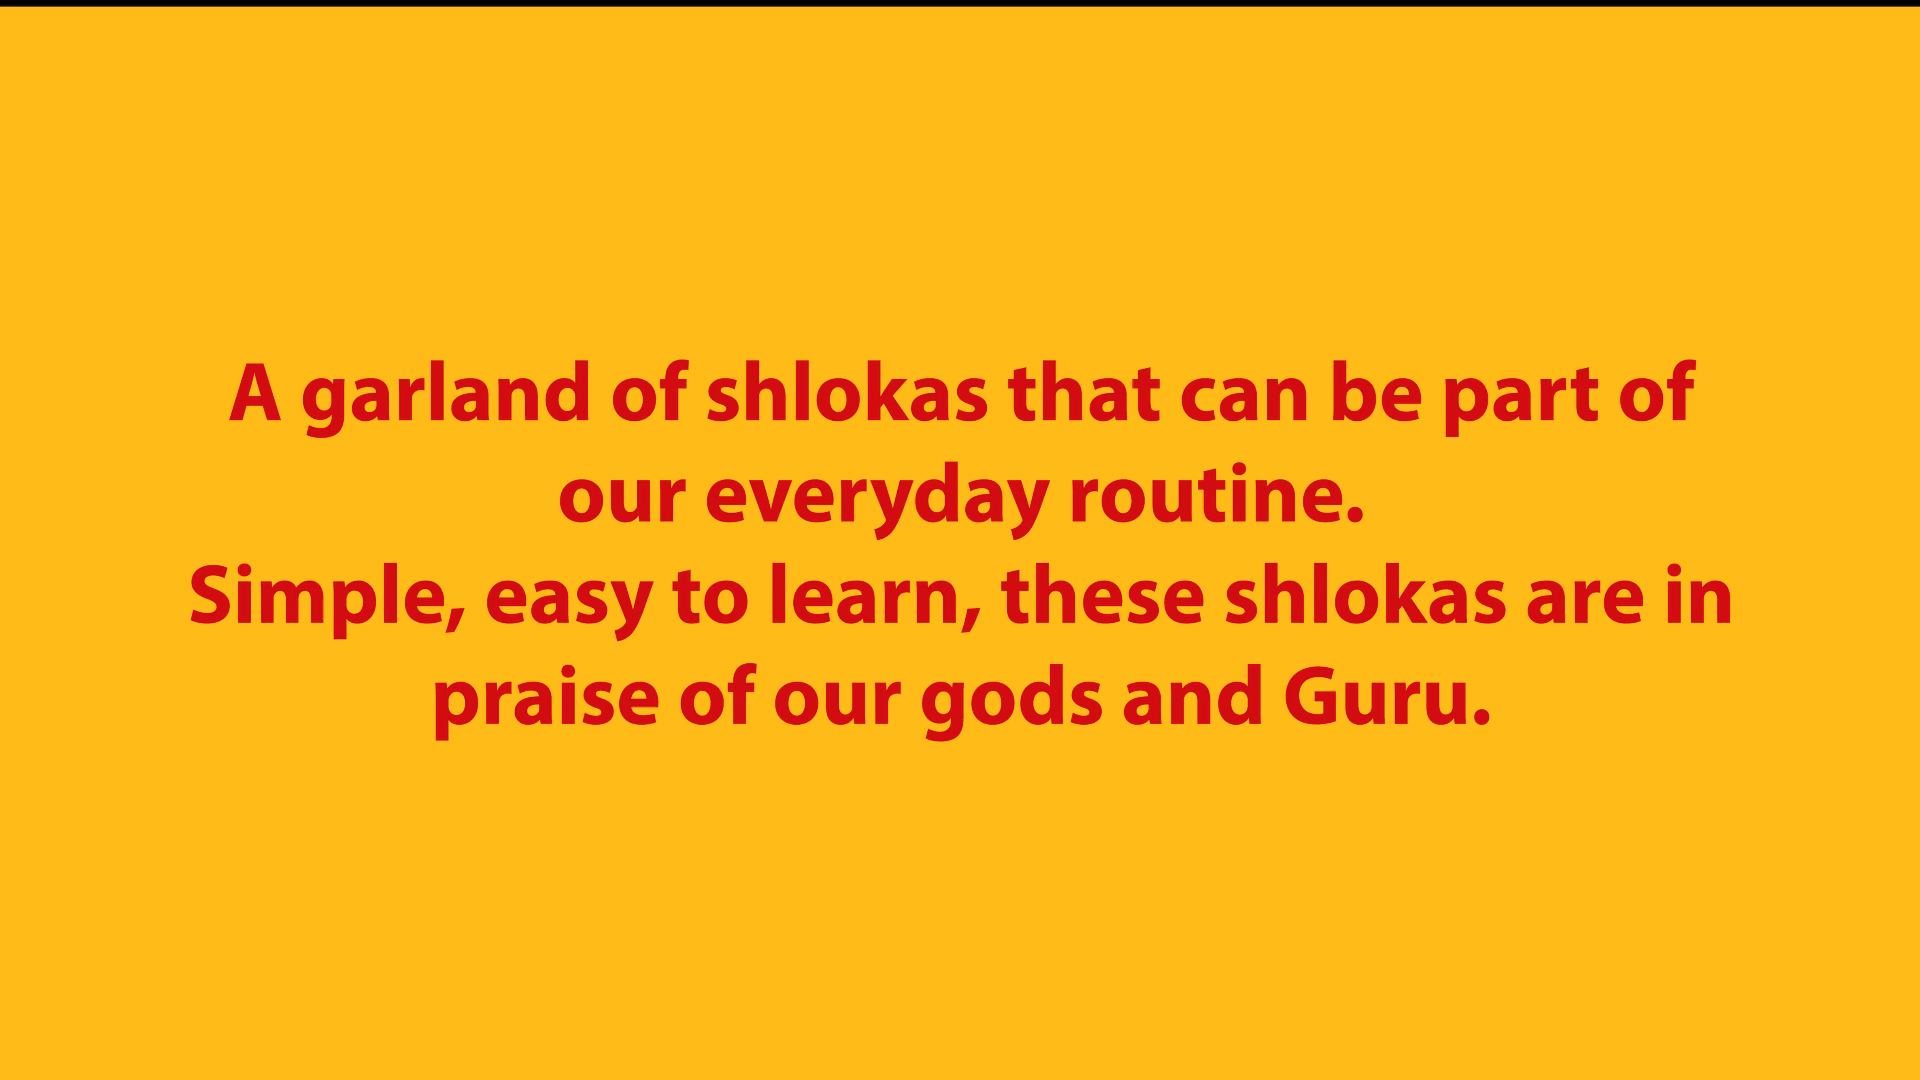 A garland of shlokas that can be part of
our everyday routine.
Simple, easy to learn, these shlokas are in
praise of our gods and Guru.